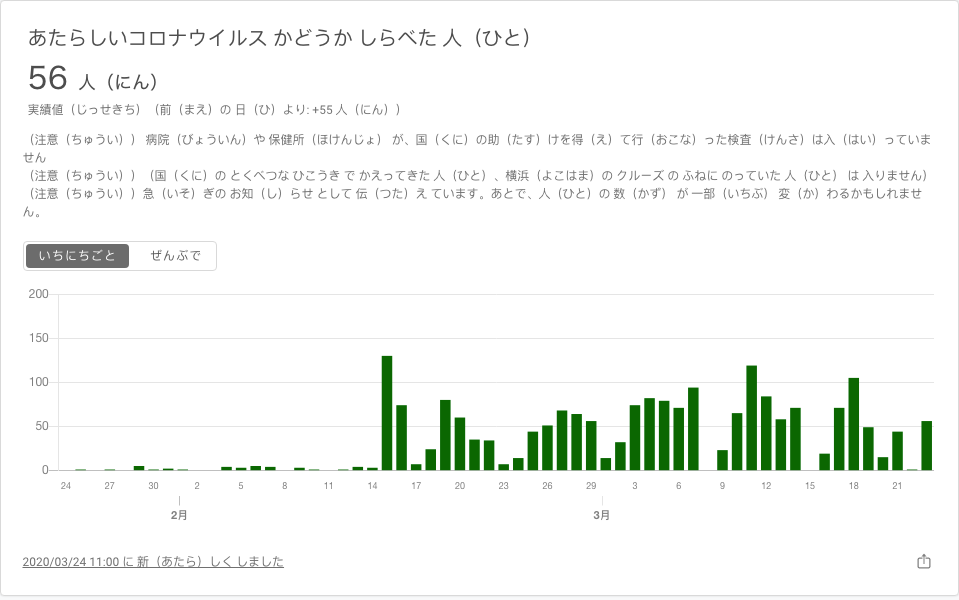 あたらしいコロナウイルス かどうか しらべた 人（ひと）
56 人（にん）
実績値（じっせきち）（前（まえ）の 日（ひ）より: +55 人（にん））
（注意（ちゅうい）） 病院（びょういん）や 保健所（ほけんじょ） が、国（くに）の助（たす）けを得（え）て行（おこな）った検査（けんさ）は入（はい）っていま
せん
（注意（ちゅうい））（国（くに）の とくべつな ひこうき で かえってきた 人（ひと）、横浜（よこはま）の クルーズ の ふねに のっていた 人（ひと） は 入りません）
（注意（ちゅうい））急（いそ）ぎの お知（し）らせ として 伝（つた）え ています。あとで、人（ひと）の 数（かず） が 一部（いちぶ） 変（か）わるかもしれませ
ん。
いちにちごと ぜんぶで
200
150
100
50
0
24 27 30 2 5 8 11 14 17 20 23 26 29 3 6 9 12 15 18 21
2月 3月
2020/03/24 11:00 に 新（あたら）しく しました